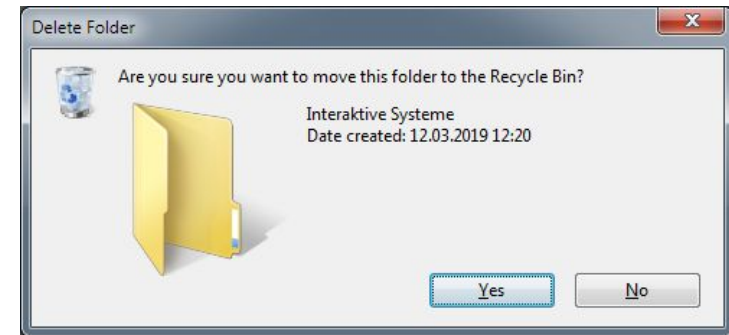 Delete Folder
Are you sure you want to move this folder to the Recycle Bin?
Interaktive Systeme
Date created: 12.03.2019 12:20
Yes
No